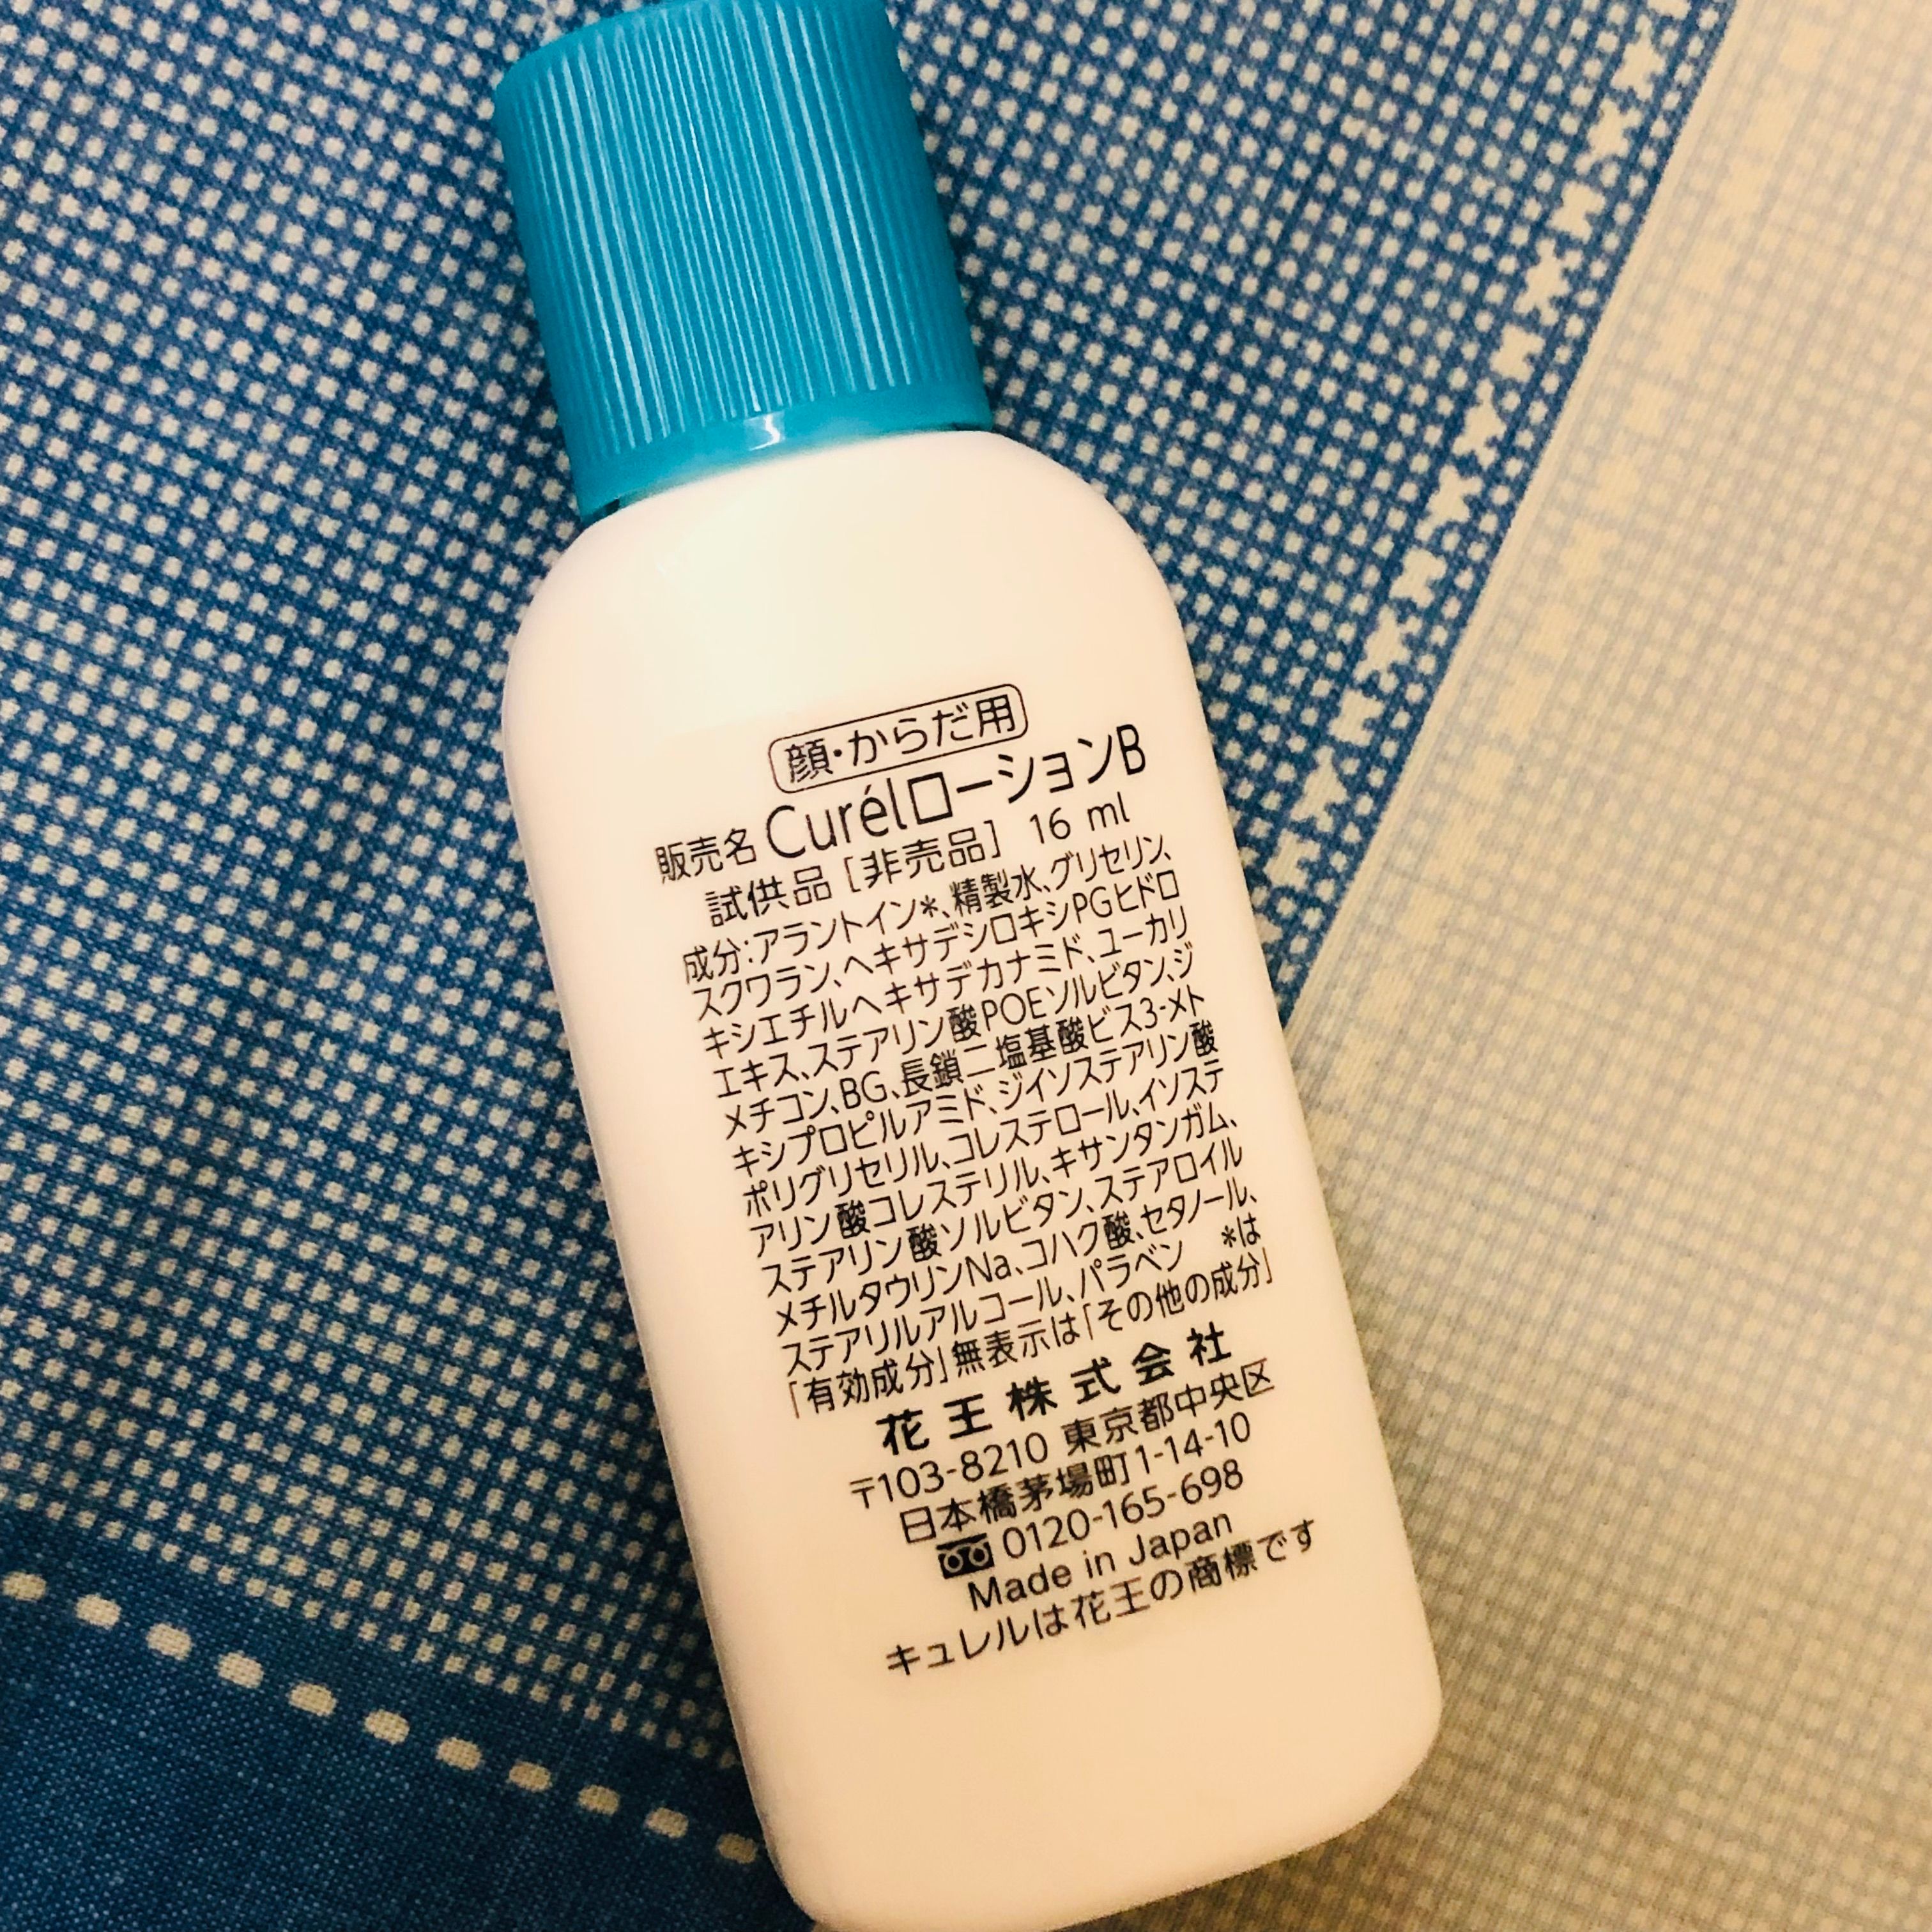 顔・からだ用
販売名 CurélローションB
試供品［非売品］ 16 ml
成分：アラントイン＊、精製水、グリセリン、
スクワラン、ヘキサデシロキシPGヒドロ
キシエチルヘキサデカナミド、ユーカリ
エキス、ステアリン酸POEソルビタン、ジ
メチコン、BG、長鎖二塩基酸ビス3-メト
キシプロピルアミド、ジイソステアリン酸
ポリグリセリル、コレステロール、イソステ
アリン酸コレステリル、キサンタンガム、
ステアリン酸ソルビタン、ステアロイル
メチルタウリンNa、コハク酸、セタノール、
ステアリルアルコール、パラベン ＊は
「有効成分」無表示は「その他の成分」
花王株式会社
〒103-8210 東京都中央区
日本橋茅場町1-14-10
0120-165-698
Made in Japan
キュレルは花王の商標です